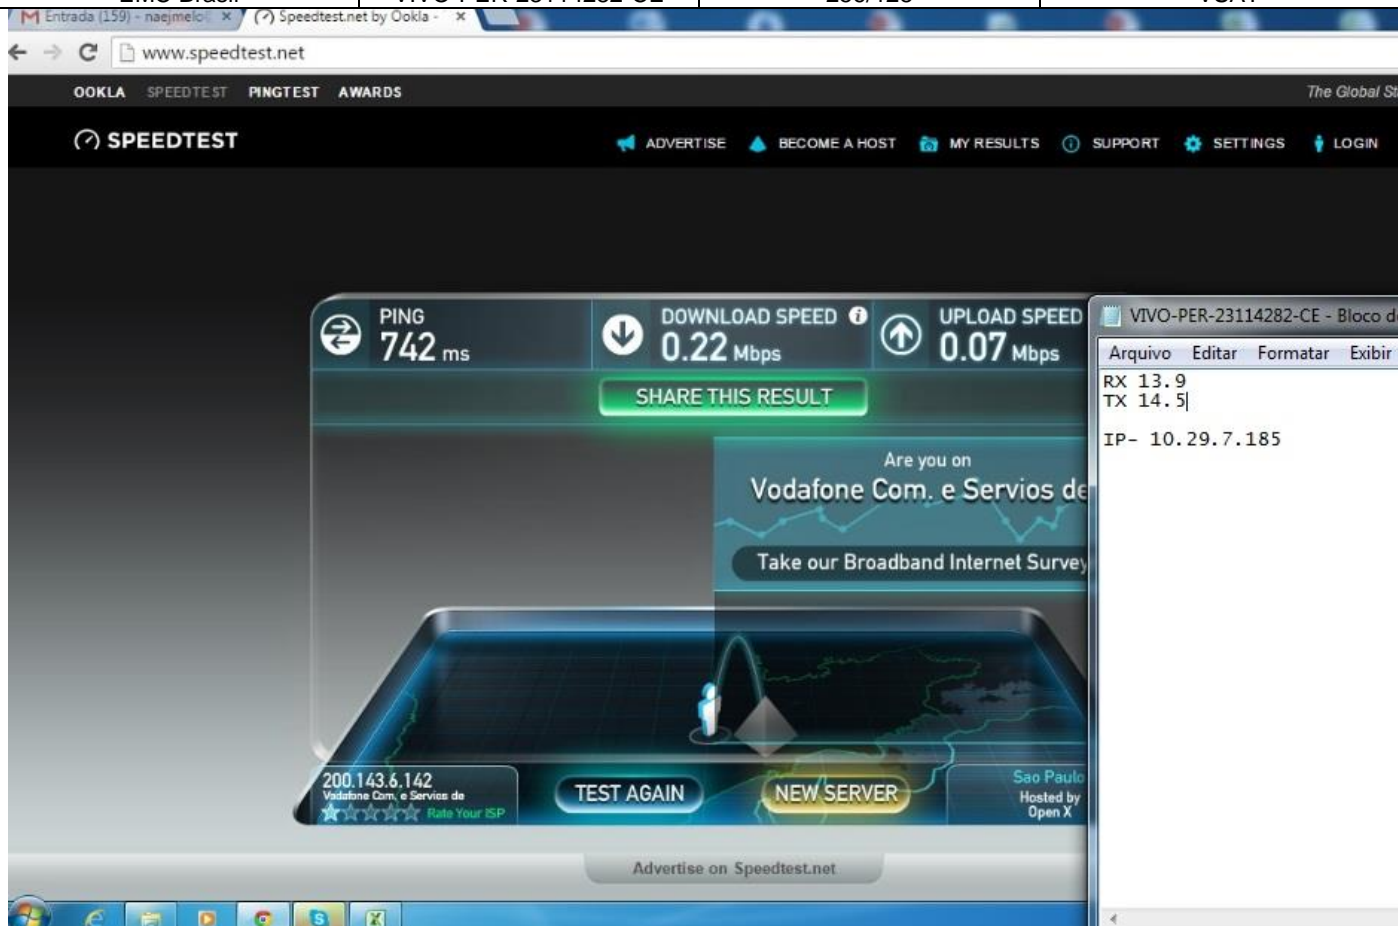 Entrada (159) - naejmelo
Speedtest.net by Ookla -
www.speedtest.net
OOKLA SPEEDTEST PINGTEST AWARDS
The Global
SPEEDTEST
ADVERTISE BECOME A HOST MY RESULTS SUPPORT SETTINGS LOGIN
PING
742 ms
DOWNLOAD SPEED
0.22 Mbps
UPLOAD SPEED
0.07 Mbps
SHARE THIS RESULT
Are you on
Vodafone Com. e Servios de
Take our Broadband Internet Survey
200.143.6.142
Vodafone Com. e Servios de
Rate Your ISP
TEST AGAIN
NEW SERVER
Sao Paulo
Hosted by
Open X
Advertise on Speedtest.net
VIVO-PER-23114282-CE - Bloco de
Arquivo Editar Formatar Exibir
RX 13.9
TX 14.5
IP- 10.29.7.185